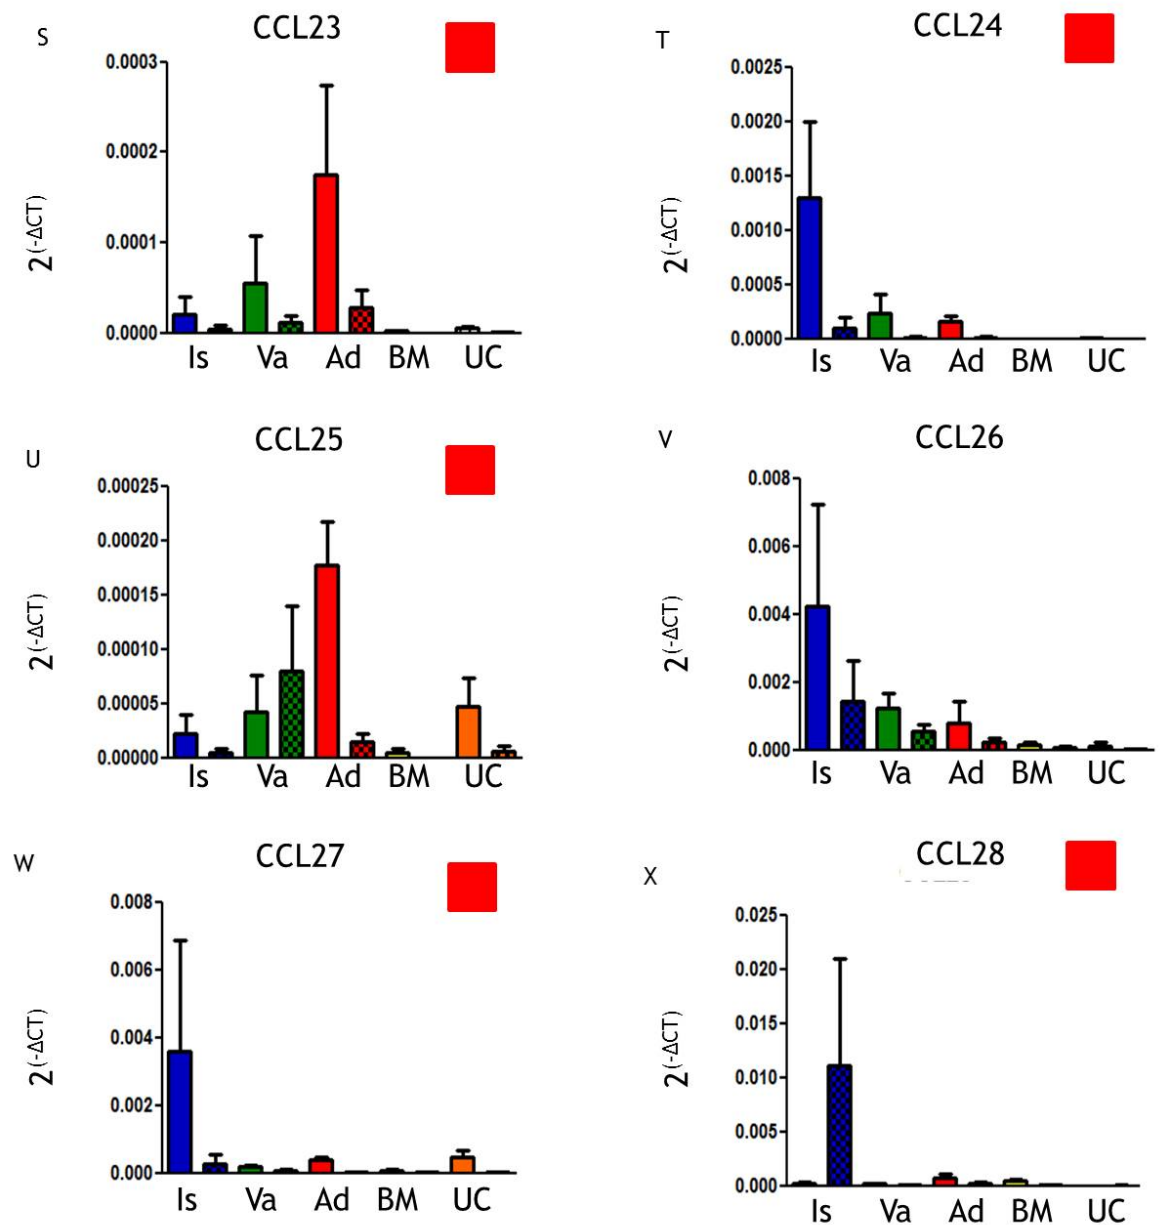 S
CCL23
0.0003
0.0002
0.0001
0.0000
2(-ΔCT)
Is Va Ad BM UC
T
CCL24
0.0025
0.0020
0.0015
0.0010
0.0005
0.0000
2(-ΔCT)
Is Va Ad BM UC
U
CCL25
0.00025
0.00020
0.00015
0.00010
0.00005
0.00000
2(-ΔCT)
Is Va Ad BM UC
V
CCL26
0.008
0.006
0.004
0.002
0.000
2(-ΔCT)
Is Va Ad BM UC
W
CCL27
0.008
0.006
0.004
0.002
0.000
2(-ΔCT)
Is Va Ad BM UC
X
CCL28
0.025
0.020
0.015
0.010
0.005
0.000
2(-ΔCT)
Is Va Ad BM UC